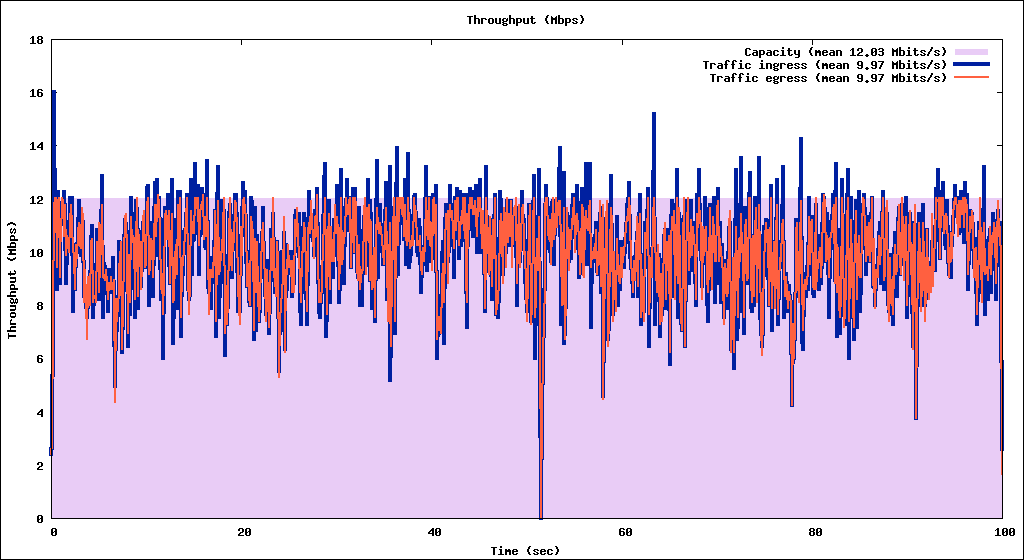 Throughput (Mbps)
Capacity (mean 12.03 Mbits/s)
Traffic ingress (mean 9.97 Mbits/s)
Traffic egress (mean 9.97 Mbits/s)
Throughput (Mbps)
18
16
14
12
10
8
6
4
2
0
0 20 40 60 80 100
Time (sec)